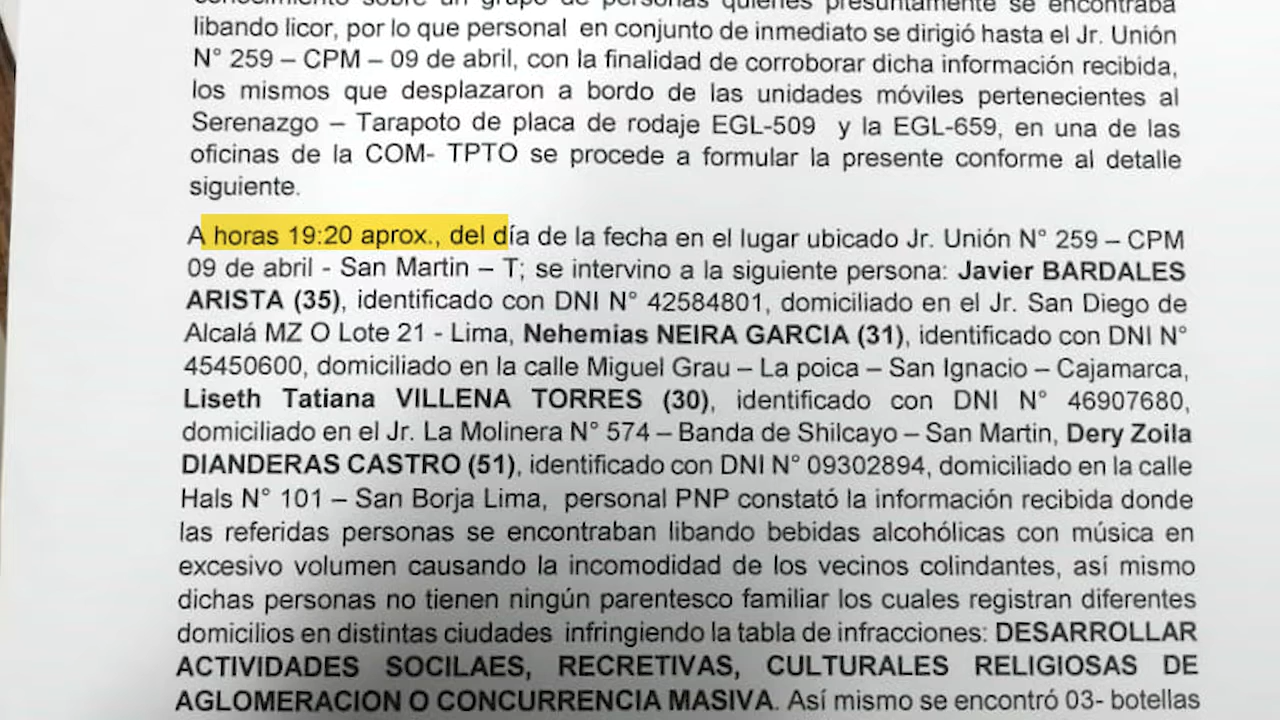 conocimiento sobre un grupo de personas quienes presuntamente se encontraba
libando licor, por lo que personal en conjunto de inmediato se dirigió hasta el Jr. Unión
N° 259 – CPM – 09 de abril, con la finalidad de corroborar dicha información recibida,
los mismos que desplazaron a bordo de las unidades móviles pertenecientes al
Serenazgo – Tarapoto de placa de rodaje EGL-509 y la EGL-659, en una de las
oficinas de la COM- TPTO se procede a formular la presente conforme al detalle
siguiente.
A horas 19:20 aprox., del día de la fecha en el lugar ubicado Jr. Unión N° 259 – CPM
09 de abril - San Martin – T; se intervino a la siguiente persona: Javier BARDALES
ARISTA (35), identificado con DNI N° 42584801, domiciliado en el Jr. San Diego de
Alcalá MZ O Lote 21 - Lima, Nehemias NEIRA GARCIA (31), identificado con DNI N°
45450600, domiciliado en la calle Miguel Grau – La poica – San Ignacio – Cajamarca,
Liseth Tatiana VILLENA TORRES (30), identificado con DNI N° 46907680,
domiciliado en el Jr. La Molinera N° 574 – Banda de Shilcayo – San Martin, Dery Zoila
DIANDERAS CASTRO (51), identificado con DNI N° 09302894, domiciliado en la calle
Hals N° 101 – San Borja Lima, personal PNP constató la información recibida donde
las referidas personas se encontraban libando bebidas alcohólicas con música en
excesivo volumen causando la incomodidad de los vecinos colindantes, así mismo
dichas personas no tienen ningún parentesco familiar los cuales registran diferentes
domicilios en distintas ciudades infringiendo la tabla de infracciones: DESARROLLAR
ACTIVIDADES SOCILAES, RECRETIVAS, CULTURALES RELIGIOSAS DE
AGLOMERACION O CONCURRENCIA MASIVA. Así mismo se encontró 03- botellas